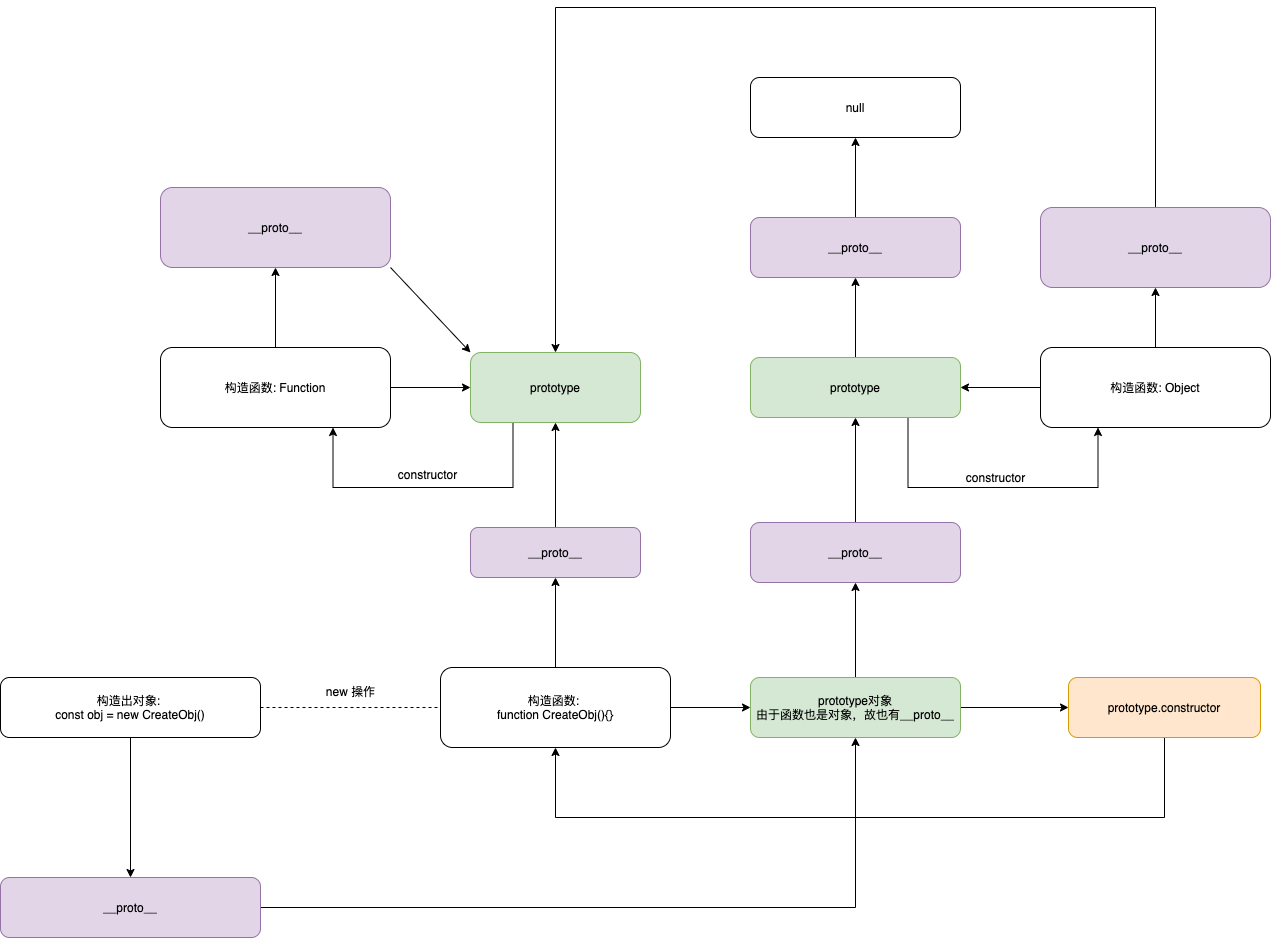 null
__proto__
__proto__
__proto__
构造函数: Function
prototype
prototype
构造函数: Object
constructor
constructor
__proto__
__proto__
构造出对象:
const obj = new CreateObj()
new 操作
构造函数:
function CreateObj(){}
prototype对象
由于函数也是对象，故也有__proto__
prototype.constructor
__proto__